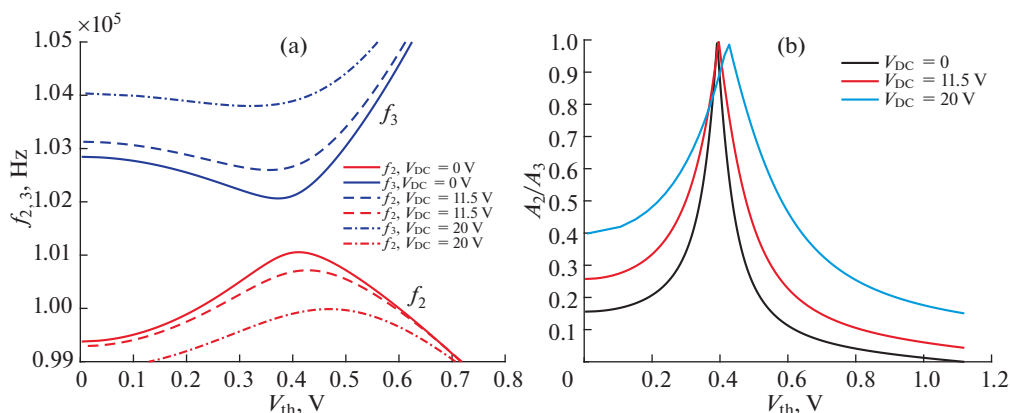 ×10⁵
(a)
1.05
1.04
1.03
1.02
1.01
1.00
0.99
f₂, ₃, Hz
f₃
f₂
f₂, V_DC = 0 V
f₃, V_DC = 0 V
f₂, V_DC = 11.5 V
f₂, V_DC = 11.5 V
f₃, V_DC = 20 V
f₂, V_DC = 20 V
0 0.1 0.2 0.3 0.4 0.5 0.6 0.7 0.8
V_th, V
(b)
1.0
0.9
0.8
0.7
0.6
0.5
0.4
0.3
0.2
0.1
A₂/A₃
V_DC = 0
V_DC = 11.5 V
V_DC = 20 V
0 0.2 0.4 0.6 0.8 1.0 1.2
V_th, V